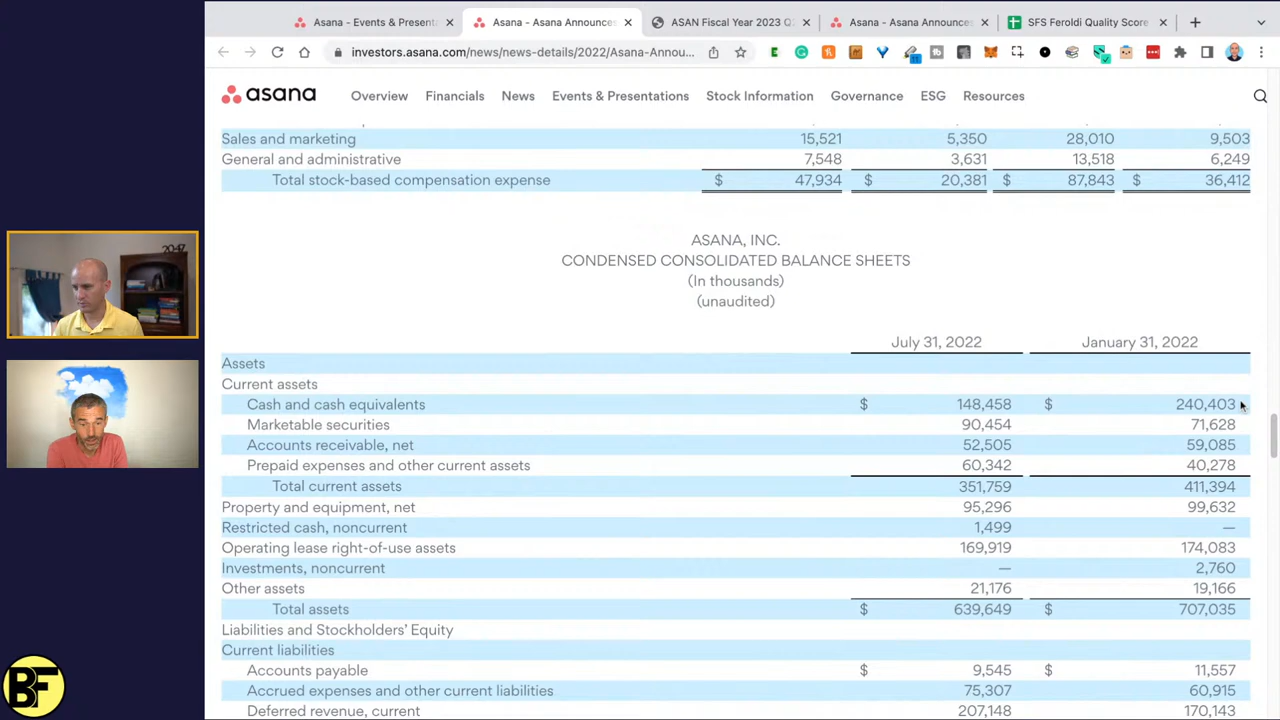 Asana - Events & Presenta
Asana - Asana Announces
ASAN Fiscal Year 2023 Q
Asana - Asana Announces
SFS Feroldi Quality Score
investors.asana.com/news/news-details/2022/Asana-Annou...
asana Overview Financials News Events & Presentations Stock Information Governance ESG Resources
Sales and marketing 15,521 5,350 28,010 9,503
General and administrative 7,548 3,631 13,518 6,249
Total stock-based compensation expense $ 47,934 $ 20,381 $ 87,843 $ 36,412
ASANA, INC.
CONDENSED CONSOLIDATED BALANCE SHEETS
(In thousands)
(unaudited)
July 31, 2022 January 31, 2022
Assets
Current assets
Cash and cash equivalents $ 148,458 $ 240,403
Marketable securities 90,454 71,628
Accounts receivable, net 52,505 59,085
Prepaid expenses and other current assets 60,342 40,278
Total current assets 351,759 411,394
Property and equipment, net 95,296 99,632
Restricted cash, noncurrent 1,499 —
Operating lease right-of-use assets 169,919 174,083
Investments, noncurrent — 2,760
Other assets 21,176 19,166
Total assets $ 639,649 $ 707,035
Liabilities and Stockholders' Equity
Current liabilities
Accounts payable $ 9,545 $ 11,557
Accrued expenses and other current liabilities 75,307 60,915
Deferred revenue, current 207,148 170,143
BF